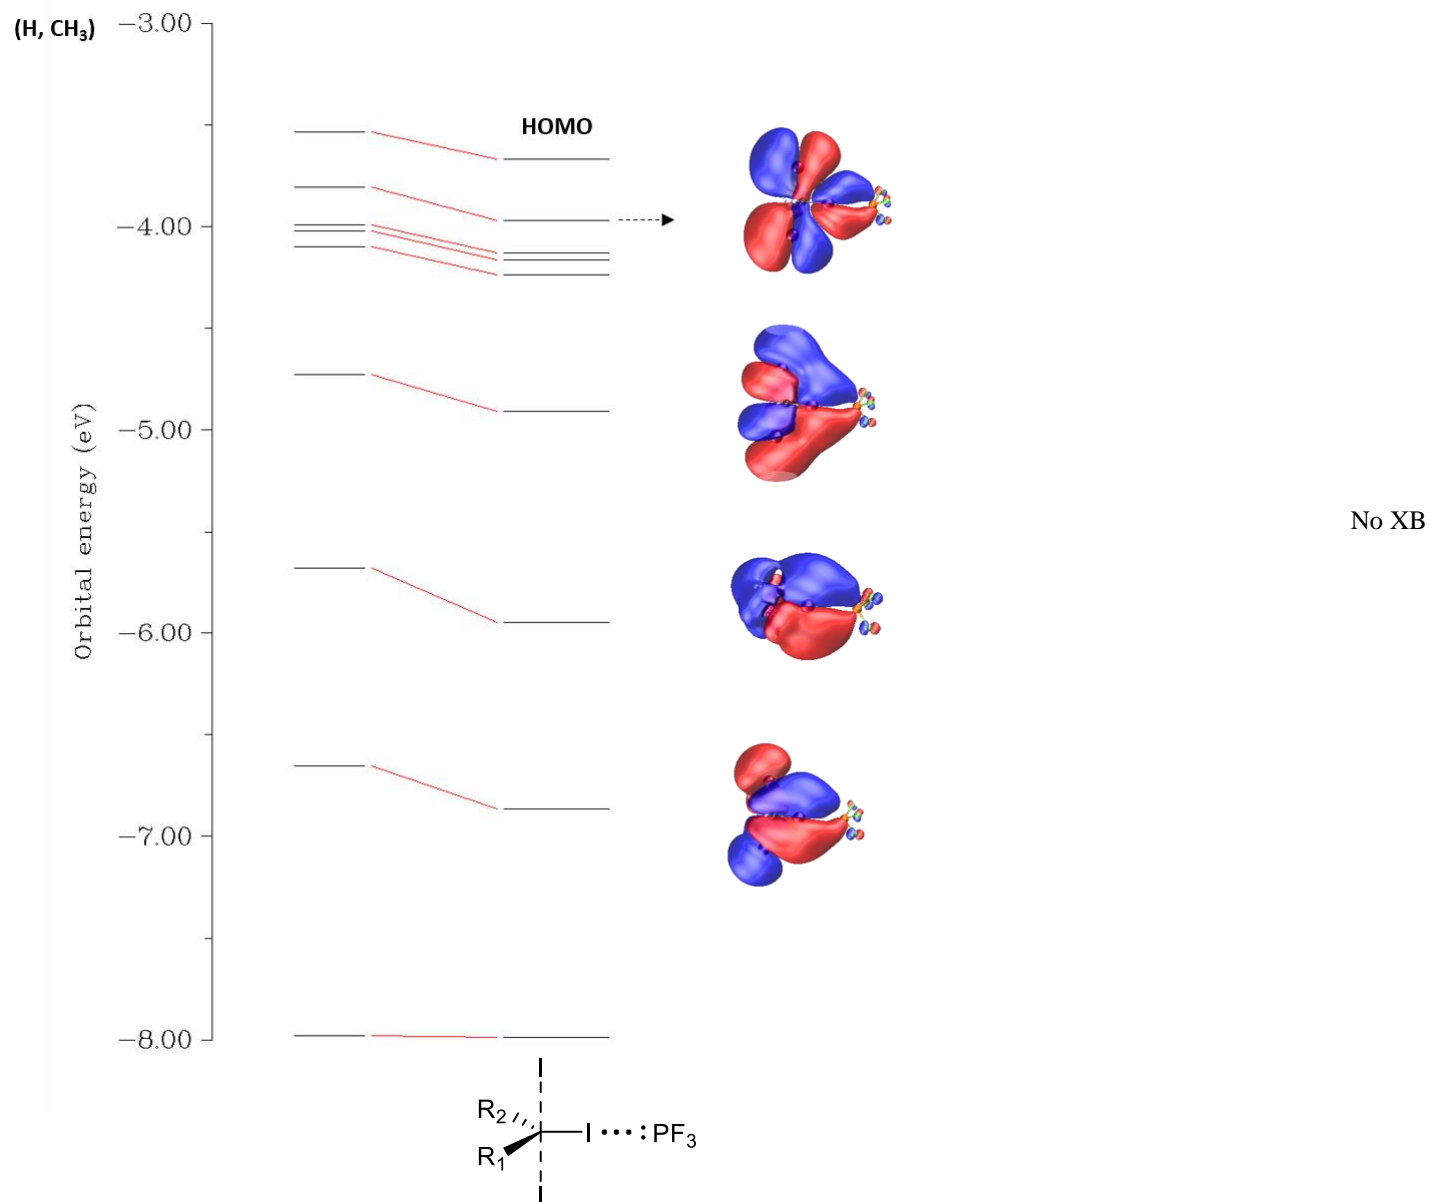 (H, CH₃)
−3.00
HOMO
−4.00
−5.00
Orbital energy (eV)
No XB
−6.00
−7.00
−8.00
I
R₂
I :PF₃
R₁
I